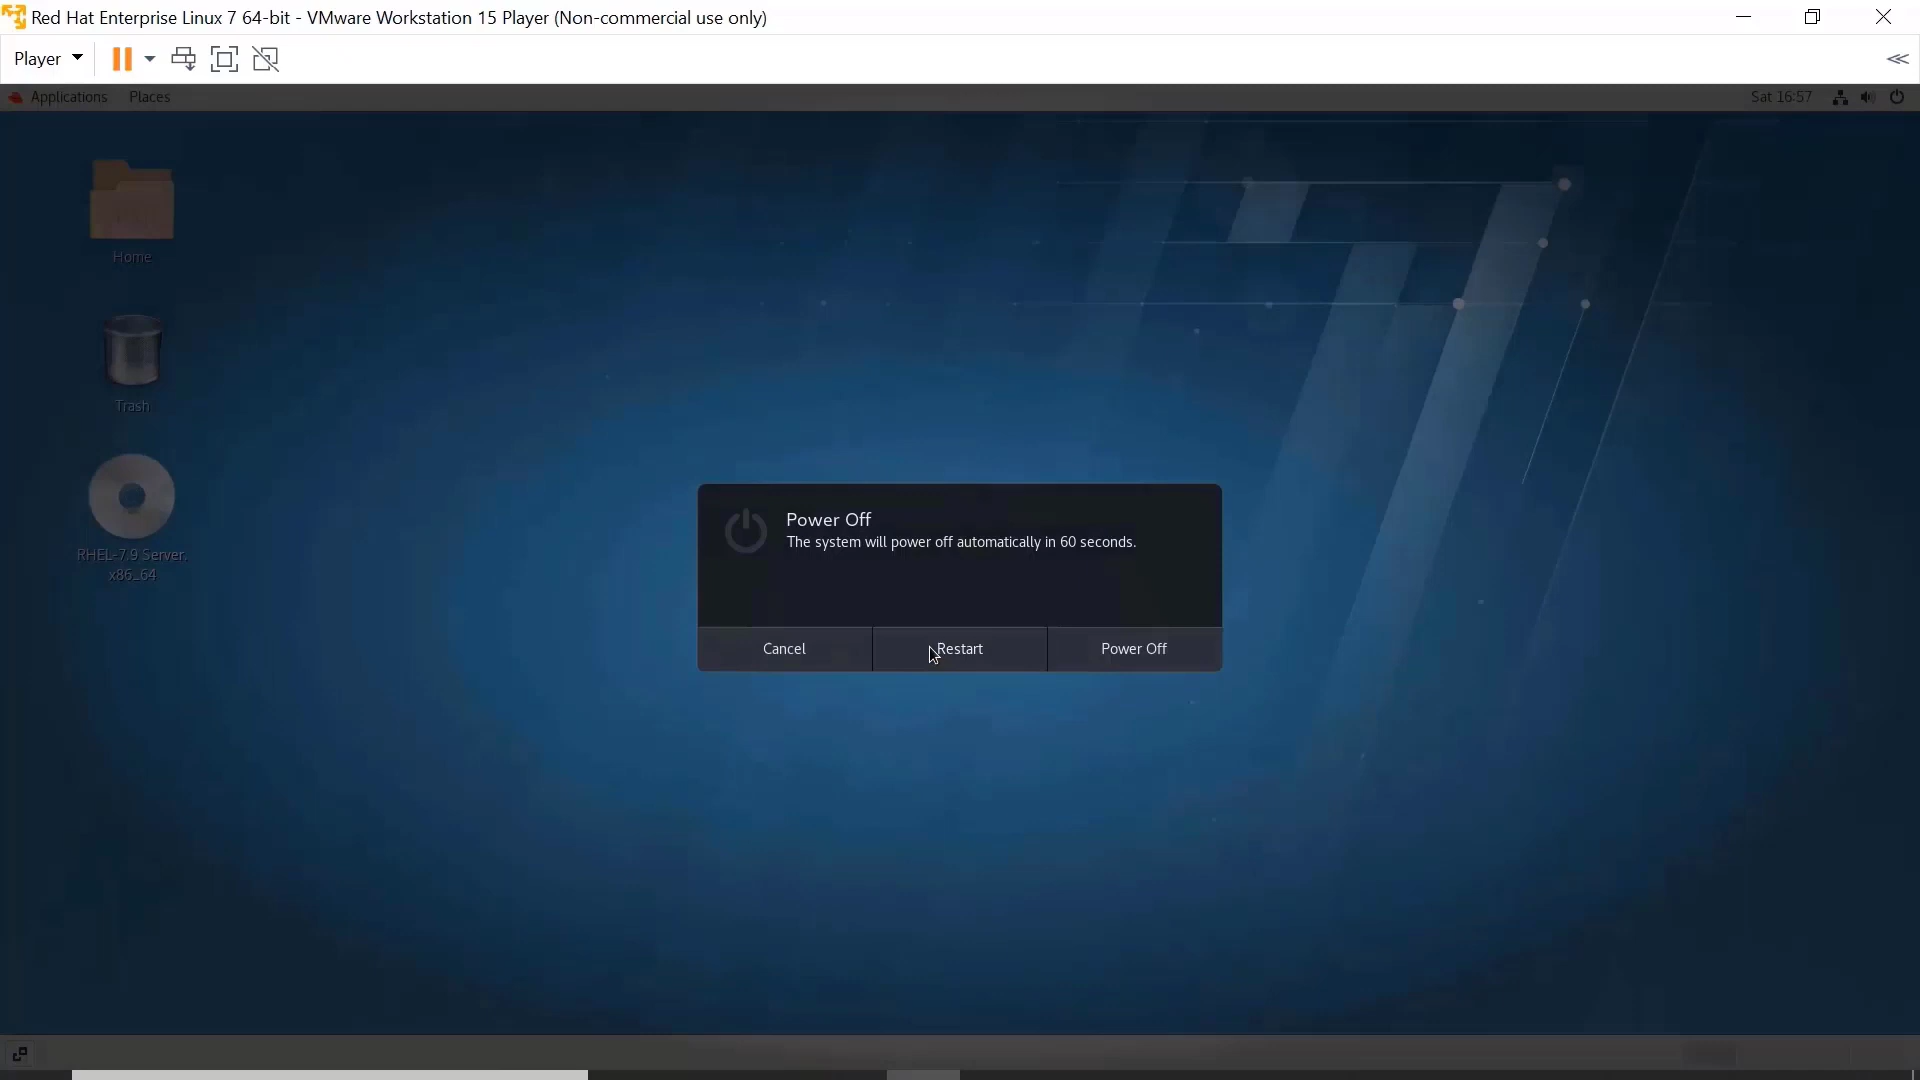 Red Hat Enterprise Linux 7 64-bit - VMware Workstation 15 Player (Non-commercial use only)
Player
Applications Places Sat 16:57
Home
Trash
RHEL-7.9 Server.
x86_64
Power Off
The system will power off automatically in 60 seconds.
Cancel Restart Power Off